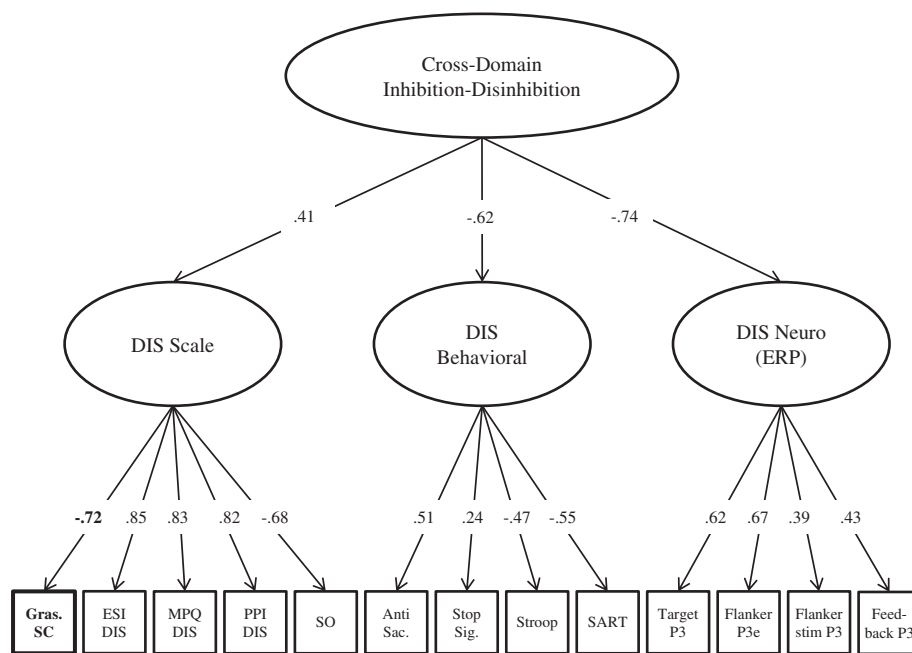 Cross-Domain
Inhibition-Disinhibition
.41
-.62
-.74
DIS Scale
DIS
Behavioral
DIS Neuro
(ERP)
-.72
.85
.83
.82
-.68
.51
.24
-.47
-.55
.62
.67
.39
.43
Gras.
SC
ESI
DIS
MPQ
DIS
PPI
DIS
SO
Anti
Sac.
Stop
Sig.
Stroop
SART
Target
P3
Flanker
P3e
Flanker
stim P3
Feed-
back P3